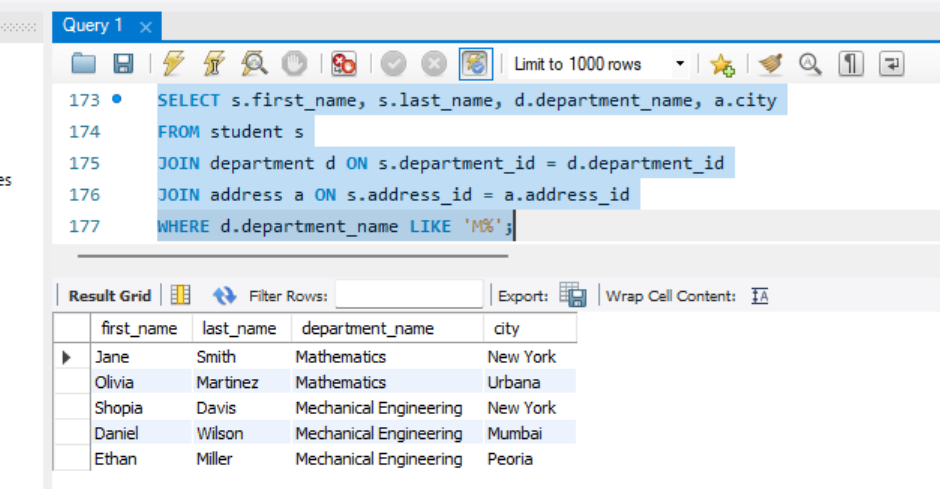 Query 1
Limit to 1000 rows
173 SELECT s.first_name, s.last_name, d.department_name, a.city
174 FROM student s
es
175 JOIN department d ON s.department_id = d.department_id
176 JOIN address a ON s.address_id = a.address_id
177 WHERE d.department_name LIKE 'M%';
Result Grid Filter Rows: Export: Wrap Cell Content: IA
first_name last_name department_name city
Jane Smith Mathematics New York
Olivia Martinez Mathematics Urbana
Shopia Davis Mechanical Engineering New York
Daniel Wilson Mechanical Engineering Mumbai
Ethan Miller Mechanical Engineering Peoria